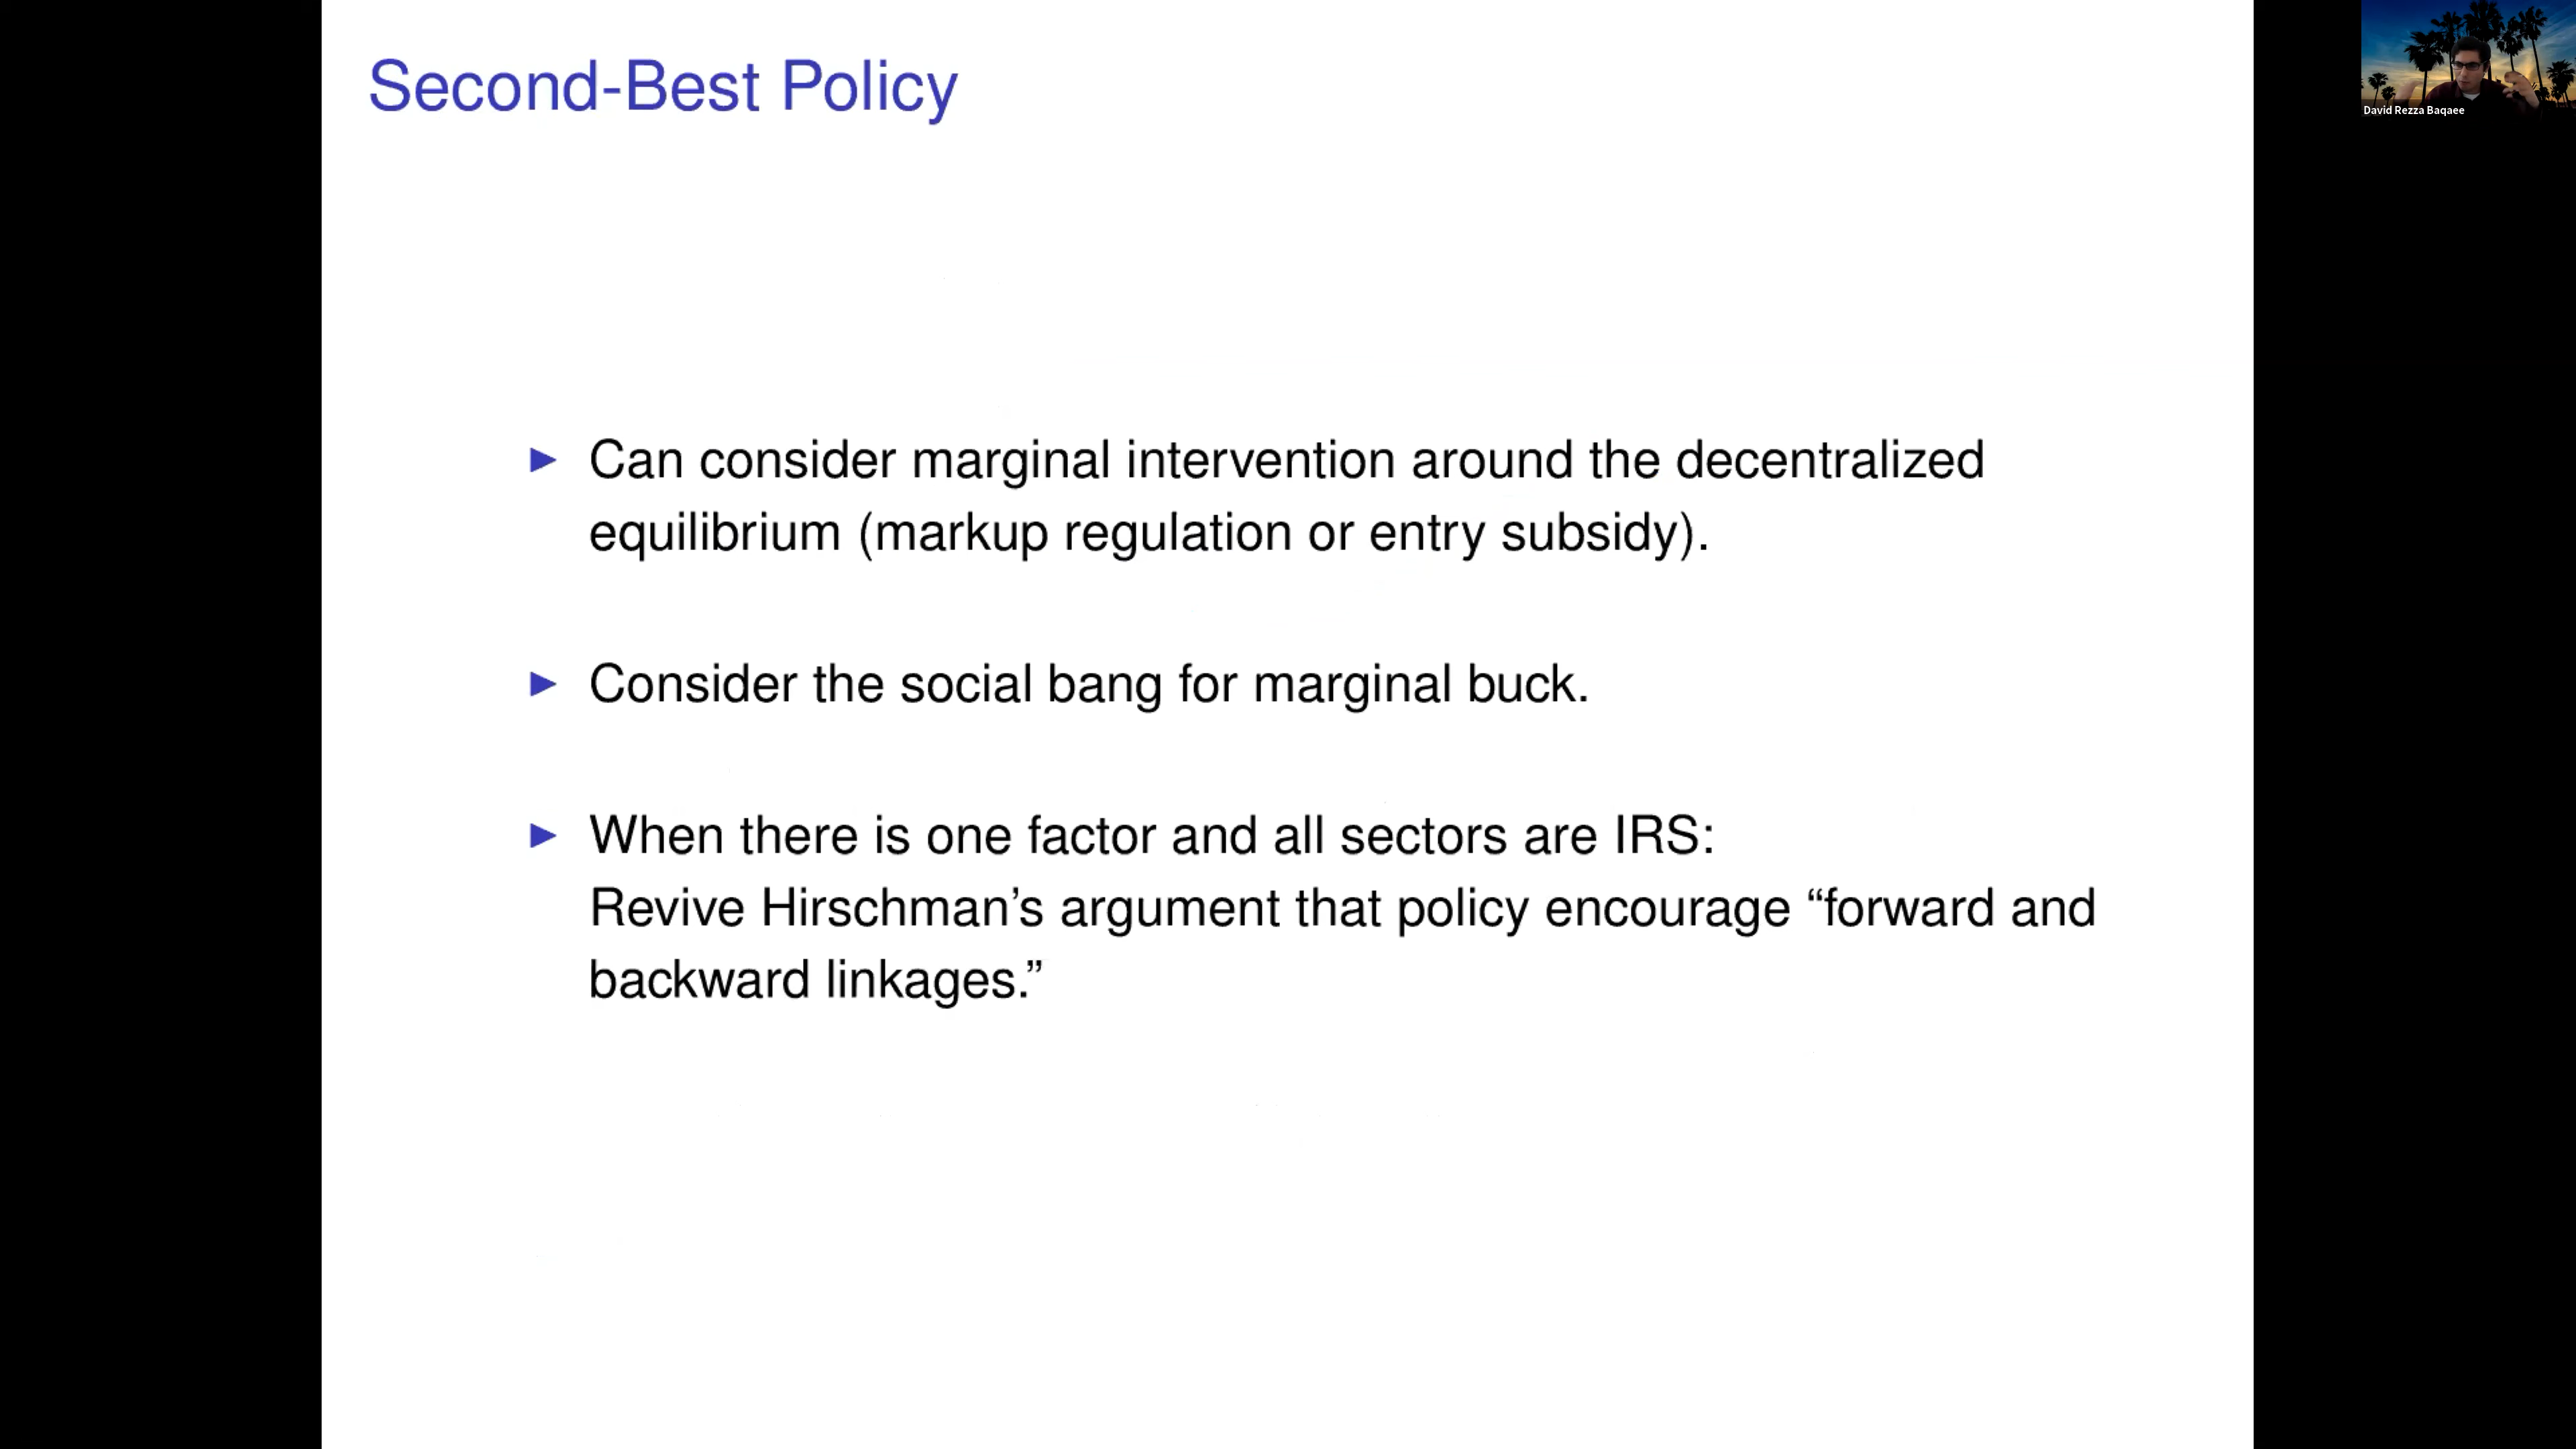 Second-Best Policy
David Rezza Baqaee
Can consider marginal intervention around the decentralized
equilibrium (markup regulation or entry subsidy).
Consider the social bang for marginal buck.
When there is one factor and all sectors are IRS:
Revive Hirschman’s argument that policy encourage “forward and
backward linkages.”